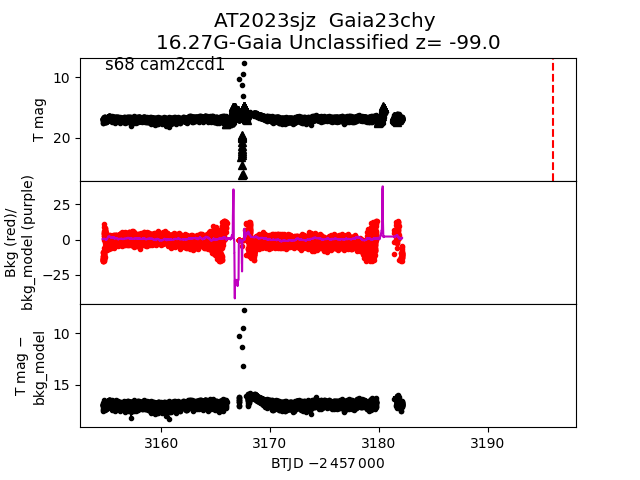 AT2023sjz  Gaia23chy
16.27G-Gaia Unclassified z= -99.0
s68 cam2ccd1
10
20
T mag
25
0
−25
Bkg (red)/
bkg_model (purple)
10
15
T mag −
bkg_model
3160
3170
3180
3190
BTJD −2 457 000